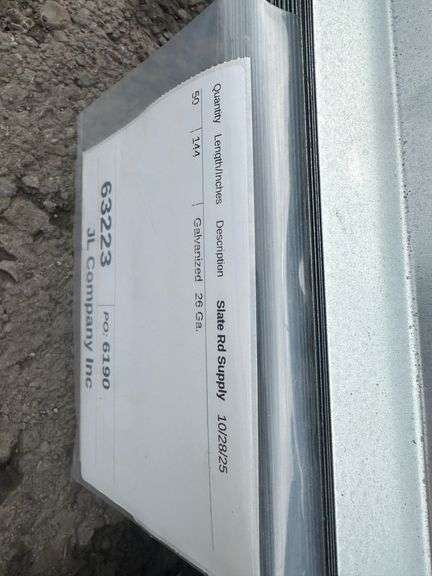 Slate Rd Supply 10/28/25
Quantity Length/Inches Description
50 144 Galvanized 26 Ga.
63223 PO: 6190
JL Company Inc